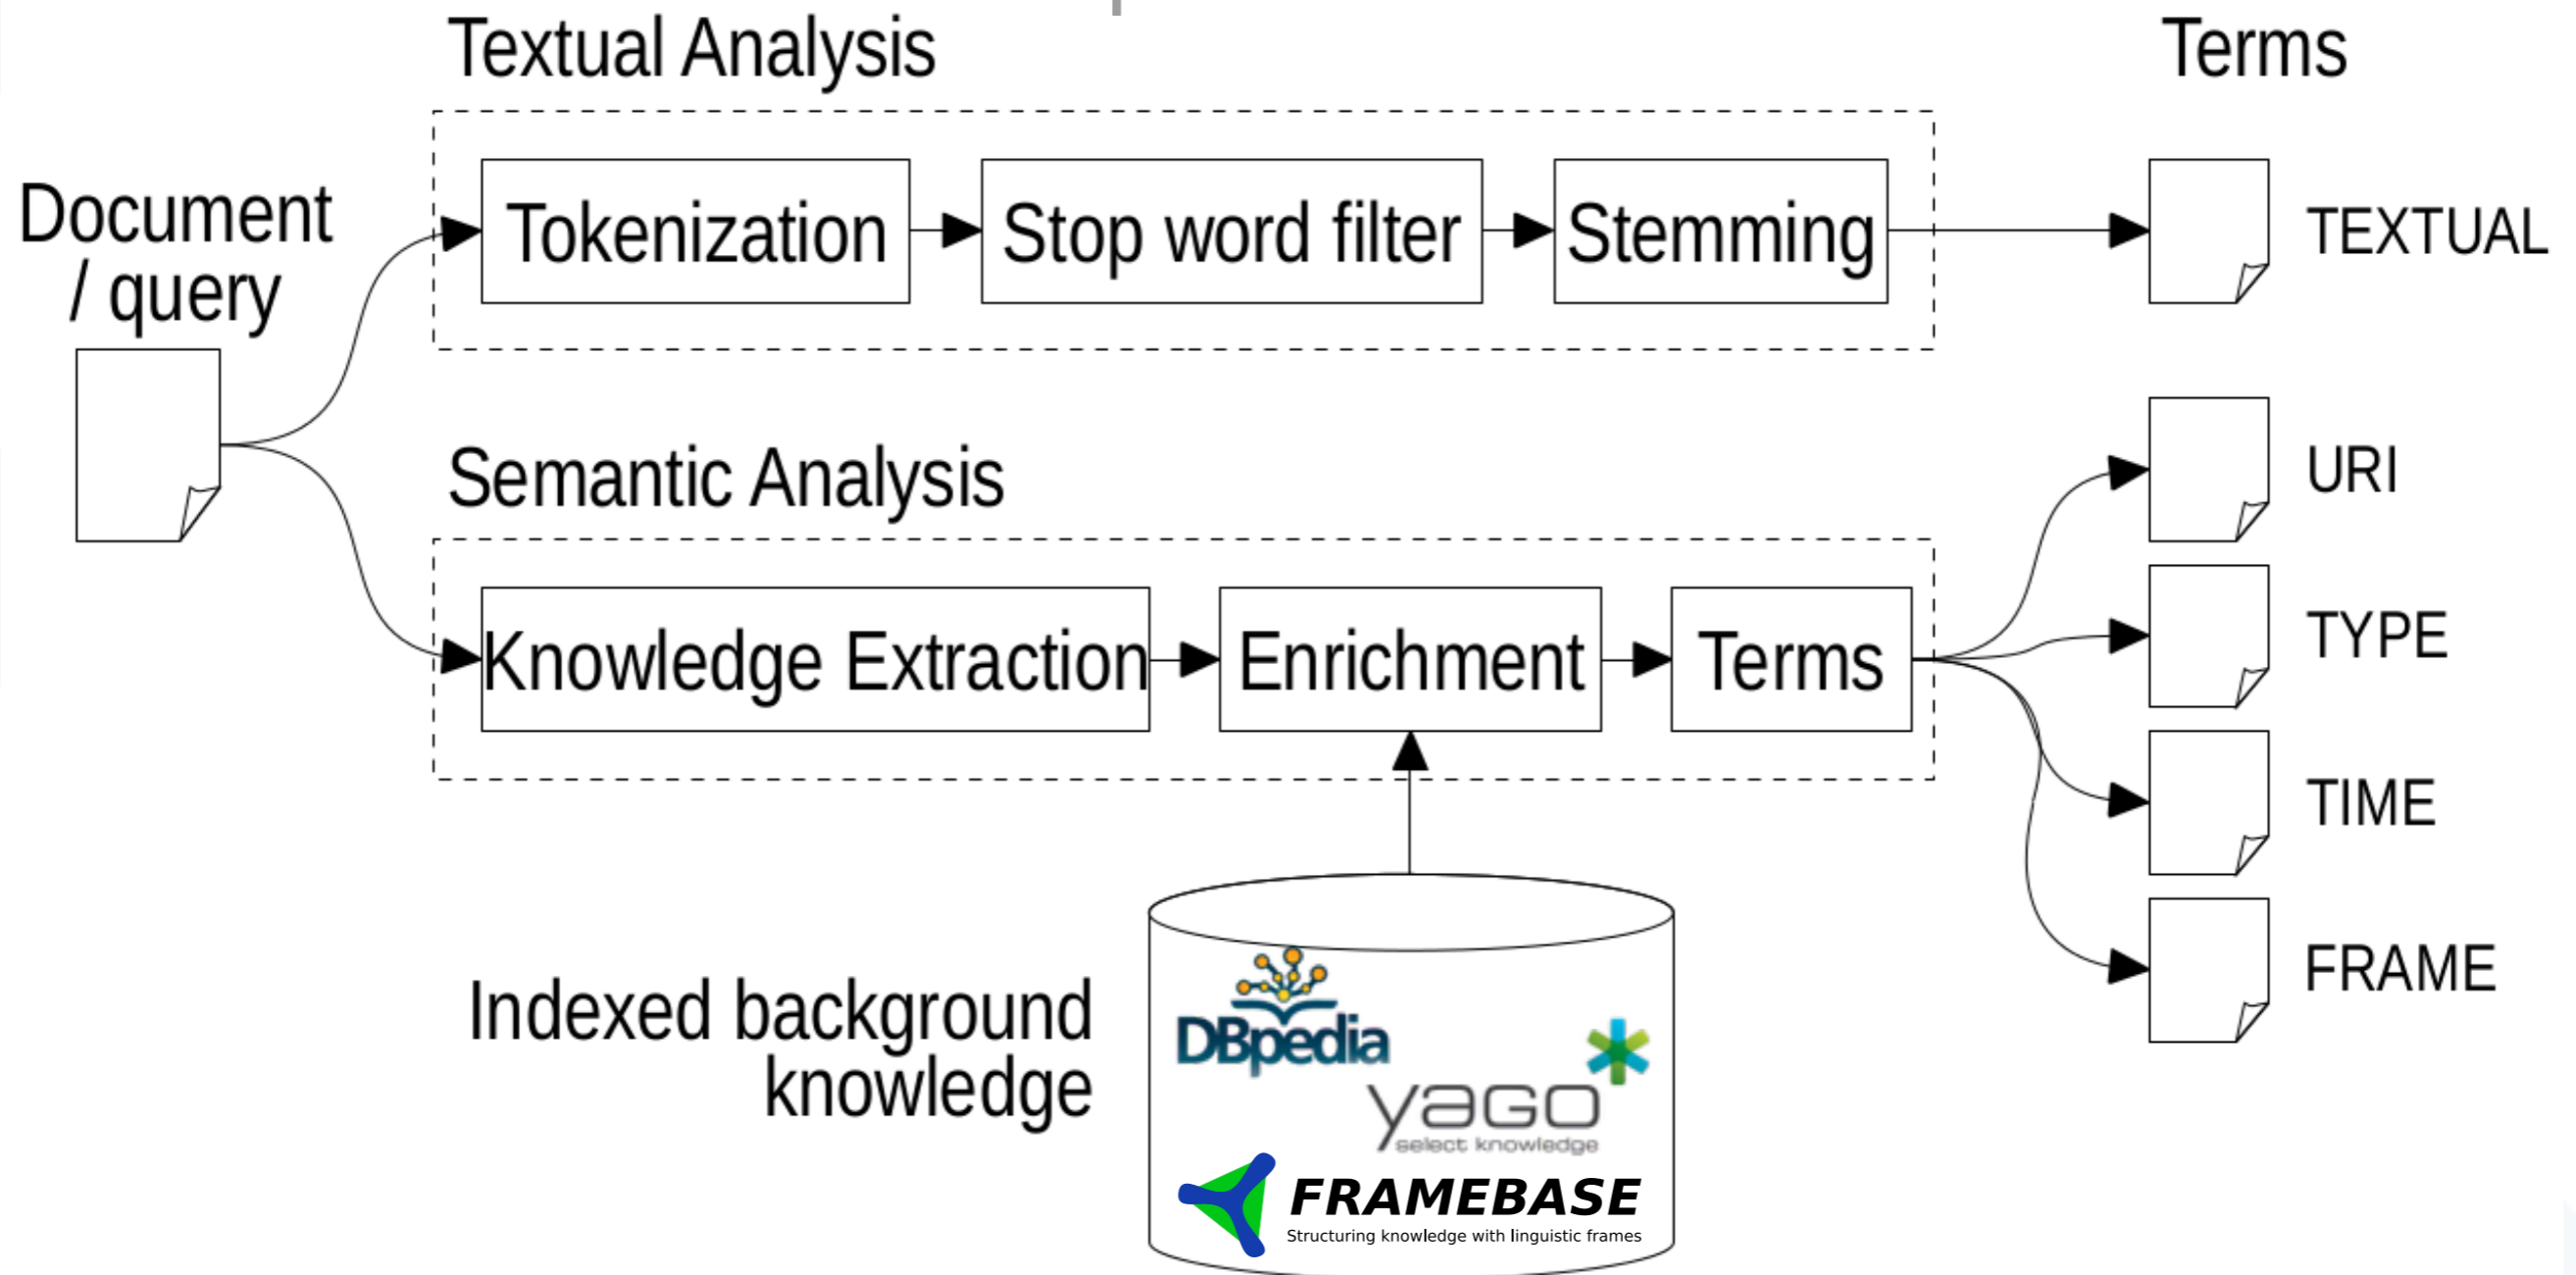 Textual Analysis
Terms
Document
/ query
Tokenization
Stop word filter
Stemming
TEXTUAL
Semantic Analysis
Knowledge Extraction
Enrichment
Terms
URI
TYPE
TIME
FRAME
Indexed background
knowledge
DBpedia
yago
select knowledge
FRAMEBASE
Structuring knowledge with linguistic frames